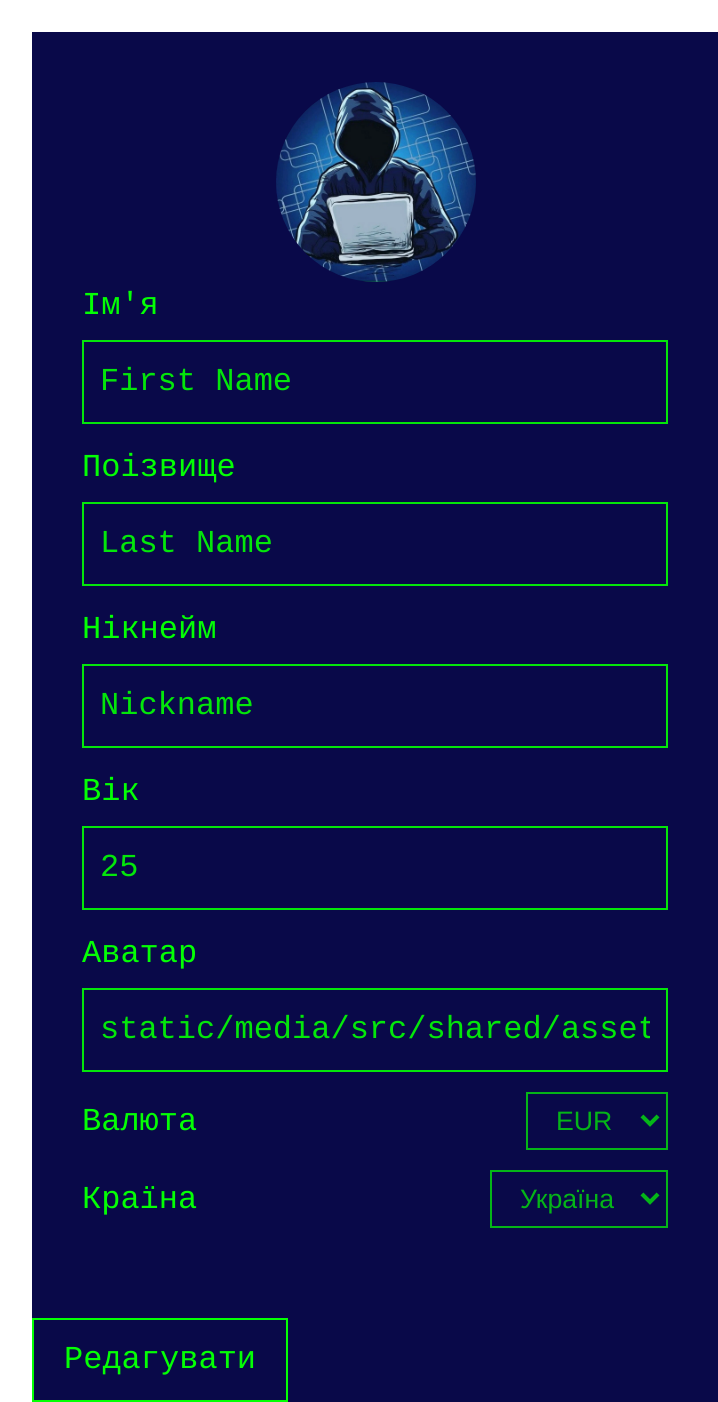 Ім'я
First Name
Поізвище
Last Name
Нікнейм
Nickname
Вік
25
Аватар
static/media/src/shared/asset
Валюта
EUR
Країна
Україна
Редагувати